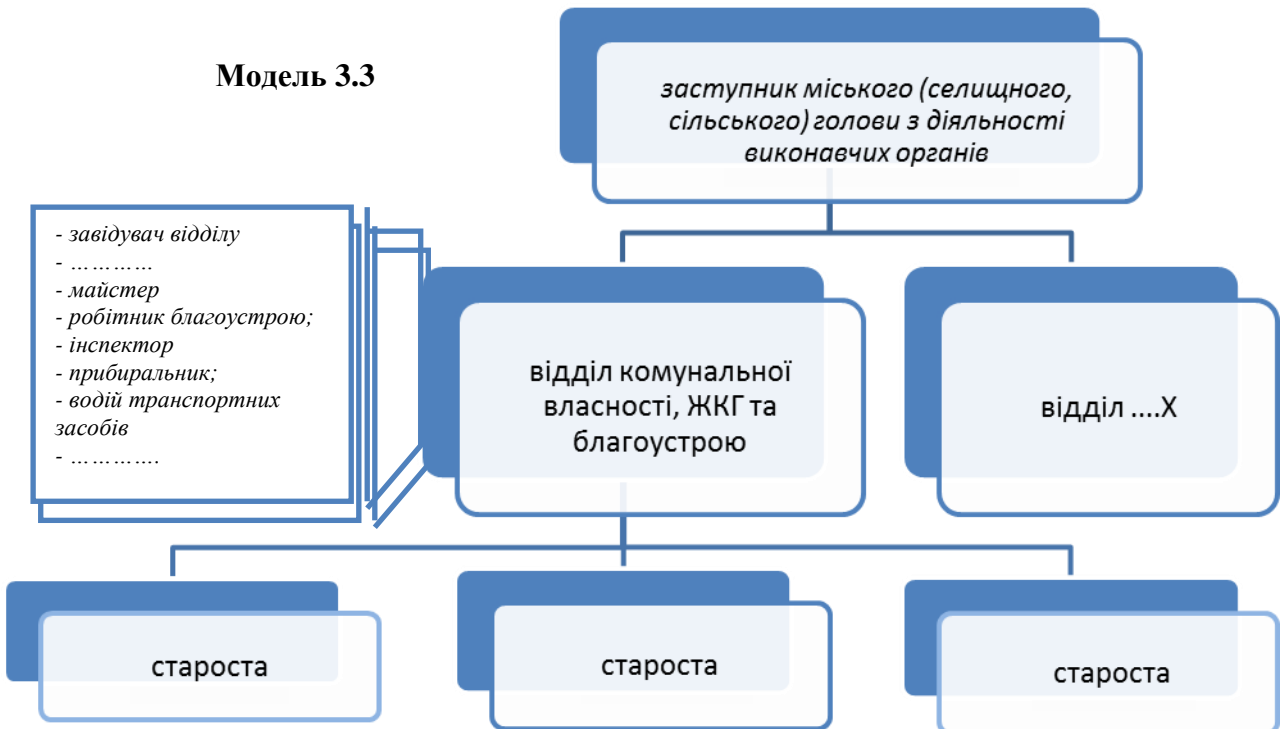 Модель 3.3
заступник міського (селищного,
сільського) голови з діяльності
виконавчих органів
- завідувач відділу
- …………
- майстер
- робітник благоустрою;
- інспектор
- прибиральник;
- водій транспортних
засобів
- ………….
відділ комунальної
власності, ЖКГ та
благоустрою
відділ ....Х
староста
староста
староста